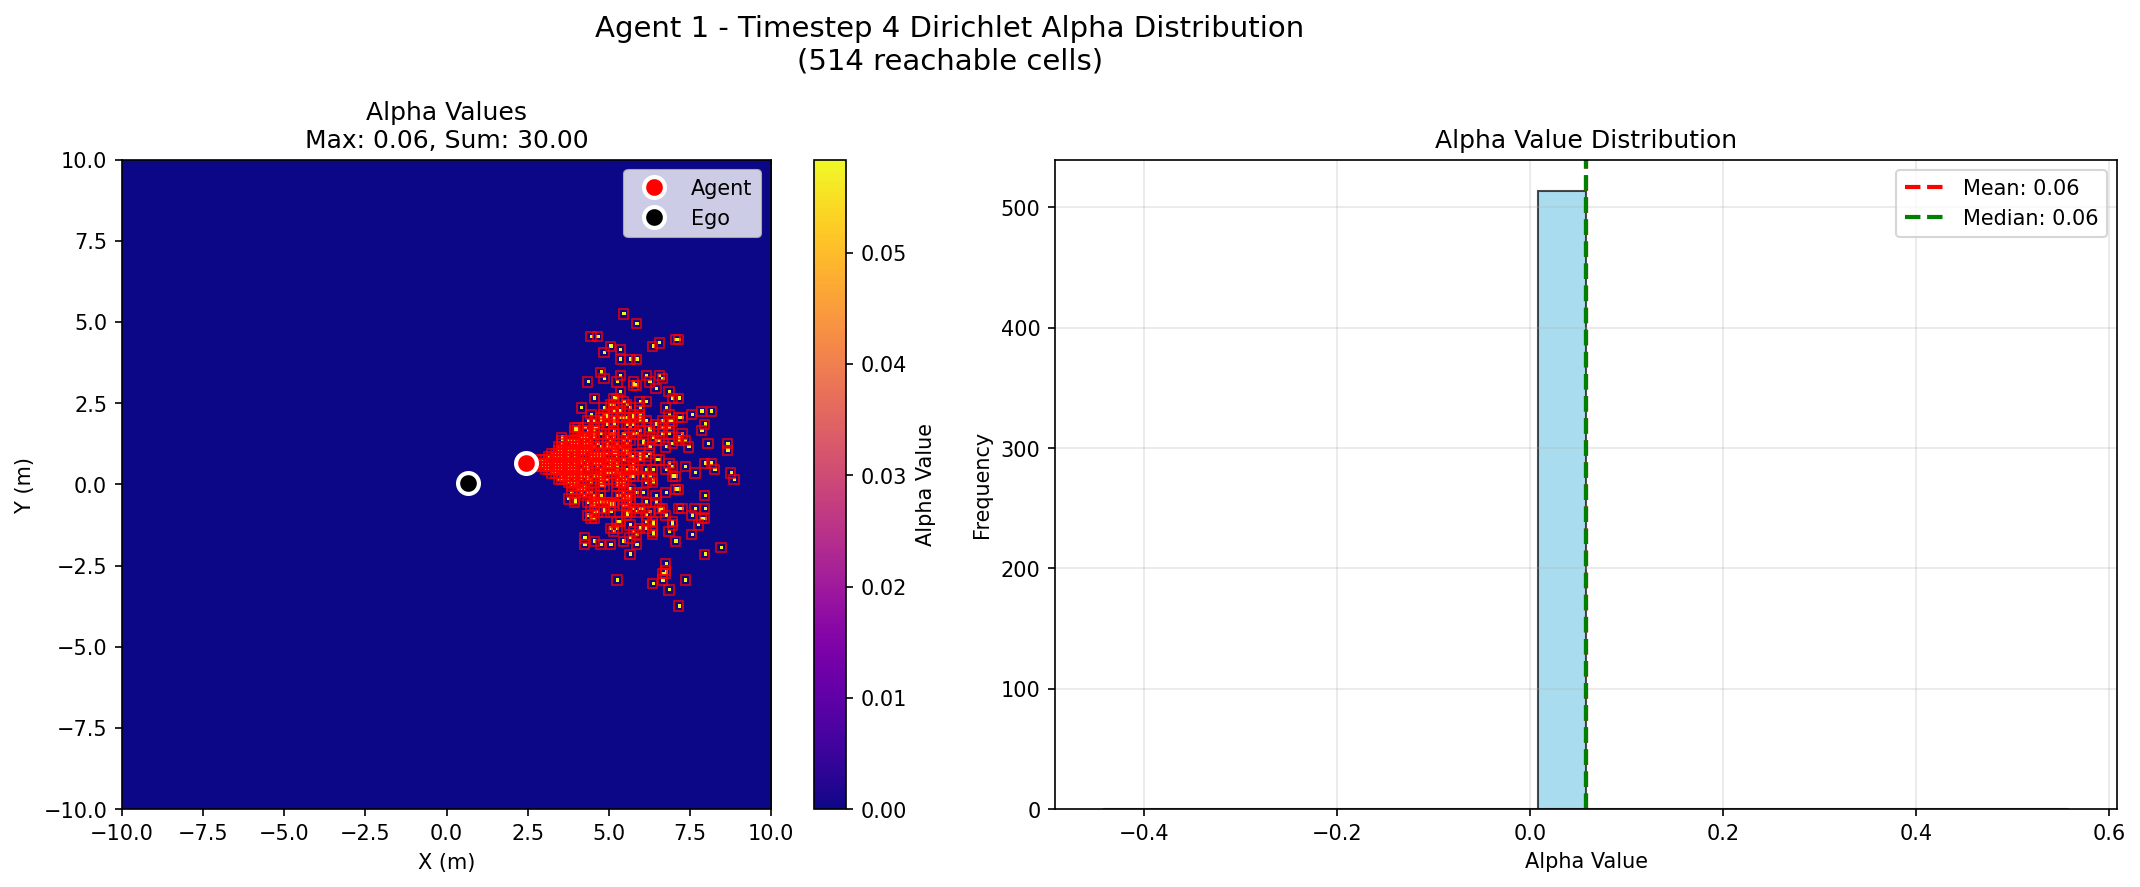 Agent 1 - Timestep 4 Dirichlet Alpha Distribution
(514 reachable cells)
Alpha Values
Max: 0.06, Sum: 30.00
10.0
7.5
5.0
2.5
0.0
−2.5
−5.0
−7.5
−10.0
Y (m)
−10.0 −7.5 −5.0 −2.5 0.0 2.5 5.0 7.5 10.0
X (m)
Agent
Ego
0.05
0.04
0.03
0.02
0.01
0.00
Alpha Value
Alpha Value Distribution
500
400
300
200
100
0
Frequency
−0.4 −0.2 0.0 0.2 0.4 0.6
Alpha Value
Mean: 0.06
Median: 0.06